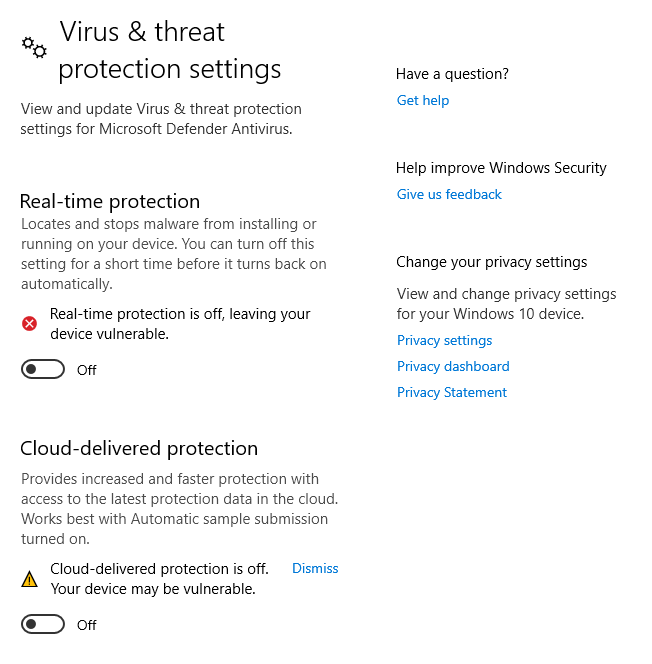 Virus & threat
protection settings
View and update Virus & threat protection
settings for Microsoft Defender Antivirus.
Real-time protection
Locates and stops malware from installing or
running on your device. You can turn off this
setting for a short time before it turns back on
automatically.
Real-time protection is off, leaving your
device vulnerable.
Off
Cloud-delivered protection
Provides increased and faster protection with
access to the latest protection data in the cloud.
Works best with Automatic sample submission
turned on.
Cloud-delivered protection is off. Dismiss
Your device may be vulnerable.
Off
Have a question?
Get help
Help improve Windows Security
Give us feedback
Change your privacy settings
View and change privacy settings
for your Windows 10 device.
Privacy settings
Privacy dashboard
Privacy Statement